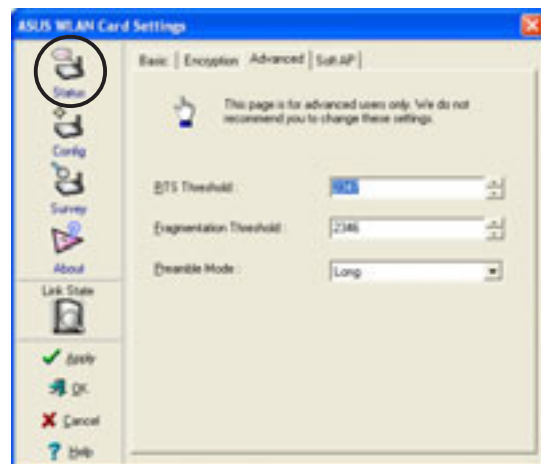 ASUS WLAN Card Settings
Status
Config
Survey
About
Link State
Apply
OK
Cancel
Help
Basic
Encryption
Advanced
Soft AP
This page is for advanced users only. We do not
recommend you to change these settings.
RTS Threshold :
2347
Fragmentation Threshold :
2346
Preamble Mode :
Long